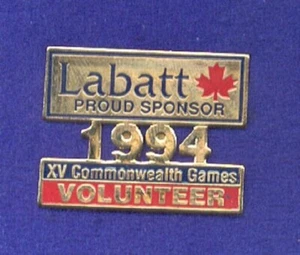 Labatt
PROUD SPONSOR
1994
XV Commonwealth Games
VOLUNTEER